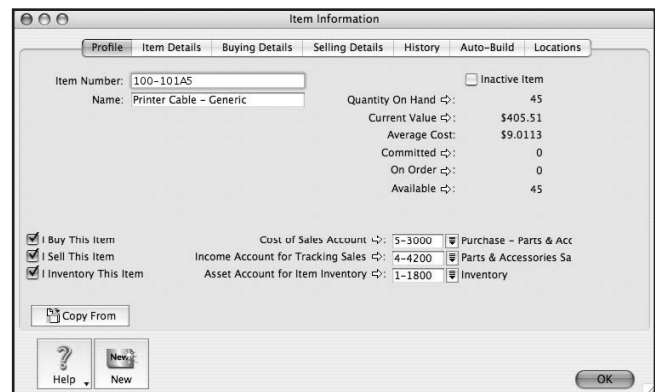 Item Information
Profile Item Details Buying Details Selling Details History Auto-Build Locations
Item Number: 100-101A5
Inactive Item
Name: Printer Cable - Generic
Quantity On Hand ⇨: 45
Current Value ⇨: $405.51
Average Cost: $9.0113
Committed ⇨: 0
On Order ⇨: 0
Available ⇨: 45
I Buy This Item Cost of Sales Account ⇨: 5-3000 Purchase - Parts & Acc
I Sell This Item Income Account for Tracking Sales ⇨: 4-4200 Parts & Accessories Sa
I Inventory This Item Asset Account for Item Inventory ⇨: 1-1800 Inventory
Copy From
New
Help New
OK